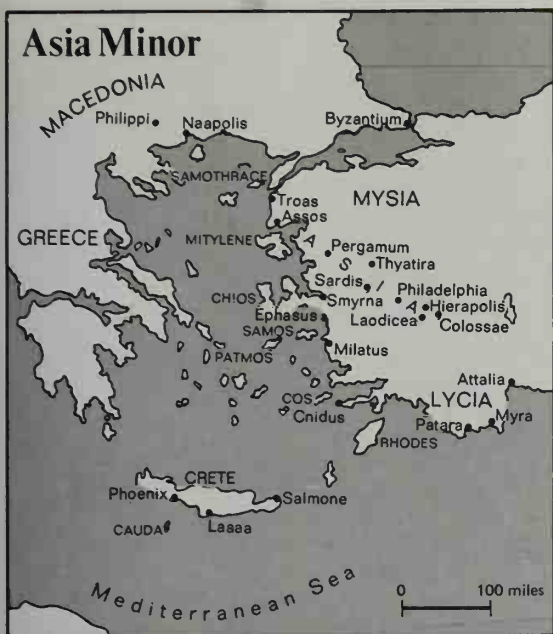 Asia Minor
MACEDONIA
Philippi
Naapolis
Byzantium
SAMOTHRACE
Troas
Assos
MYSIA
GREECE
MITYLENE
ASIA
Pergamum
Thyatira
Sardis
CHIOS
Smyrna
Philadelphia
Hierapolis
Ephasus
Laodicea
Colossae
SAMOS
Milatus
PATMOS
Attalia
COS
LYCIA
Cnidus
Patara
Myra
RHODES
CRETE
Phoenix
Salmone
CAUDA
Lasaa
Mediterranean Sea
0 100 miles